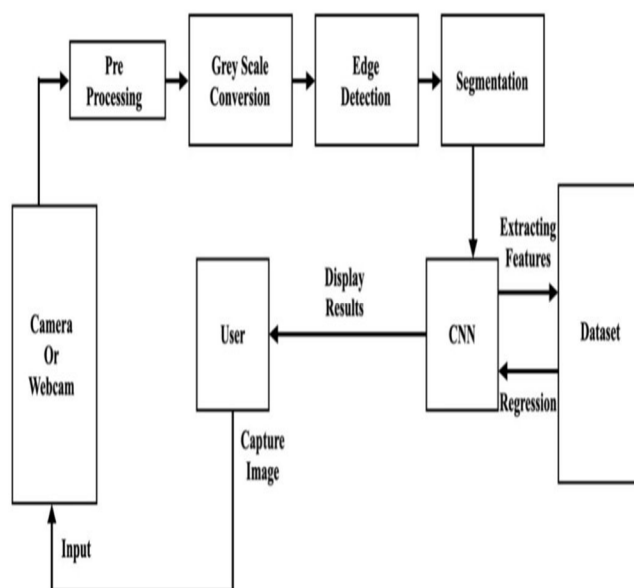 Pre
Processing
Grey Scale
Conversion
Edge
Detection
Segmentation
Extracting
Features
Display
Results
Camera
Or
Webcam
User
CNN
Dataset
Regression
Capture
Image
Input